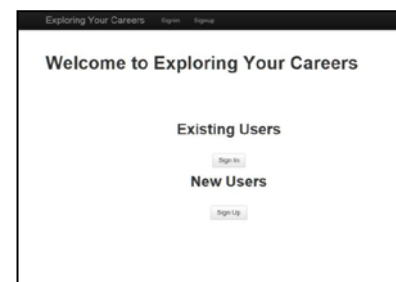 Exploring Your Careers Signin Signup
Welcome to Exploring Your Careers
Existing Users
Sign In
New Users
Sign Up